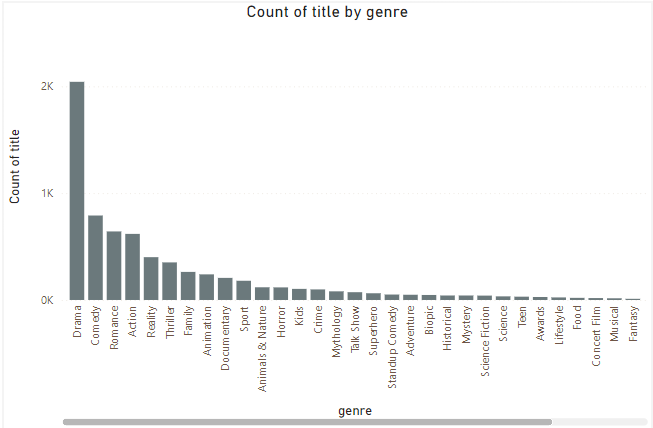 Count of title by genre
2K
1K
0K
Count of title
Drama
Comedy
Romance
Action
Reality
Thriller
Family
Animation
Documentary
Sport
Animals & Nature
Horror
Kids
Crime
Mythology
Talk Show
Superhero
Standup Comedy
Adventure
Biopic
Historical
Mystery
Science Fiction
Science
Teen
Awards
Lifestyle
Food
Concert Film
Musical
Fantasy
genre